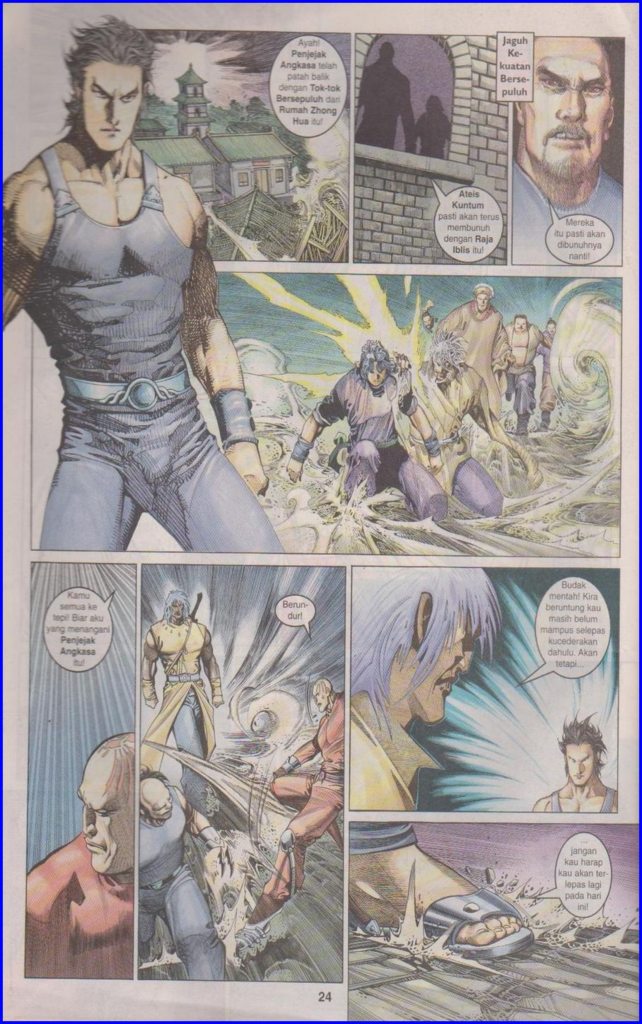 Ayah!
Penjejak
Angkasa telah
patah balik
dengan Tok-tok
Bersepuluh dari
Rumah Zhong
Hua itu!
Ateis
Kuntum
pasti akan terus
membunuh
dengan Raja
Iblis itu!
Jaguh
Ke-
kuatan
Berse-
puluh
Mereka
itu pasti akan
dibunuhnya
nanti!
Kamu
semua ke
tepi! Biar aku
yang menangani
Penjejak
Angkasa
itu!
Berun-
dur!
Budak
mentah! Kira
beruntung kau
masih belum
mampus selepas
kucederakan
dahulu. Akan
tetapi...
... jangan
kau harap
kau akan ter-
lepas lagi
pada hari
ini!
24